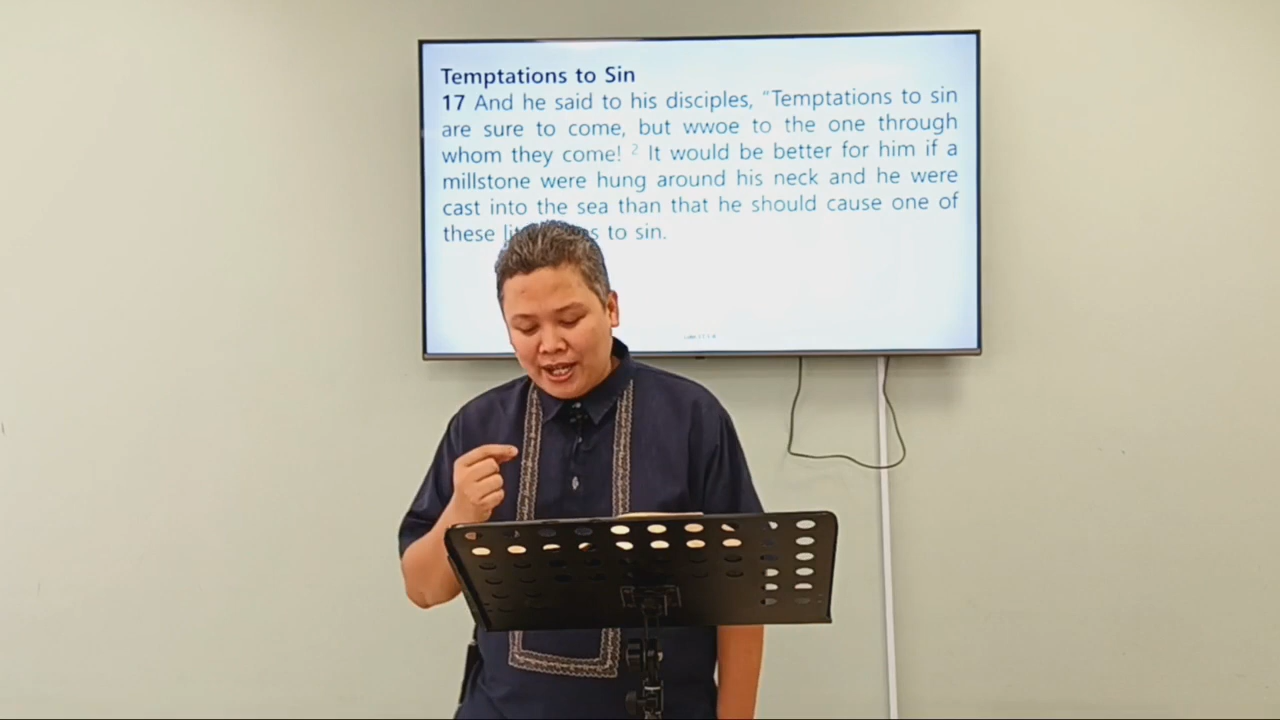 Temptations to Sin
17 And he said to his disciples, “Temptations to sin
are sure to come, but wwoe to the one through
whom they come! 2 It would be better for him if a
millstone were hung around his neck and he were
cast into the sea than that he should cause one of
these to sin.